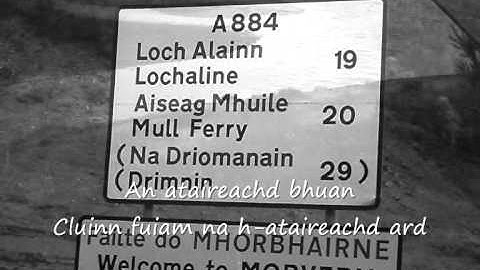 A884
Loch Alainn 19
Lochaline
Aiseag Mhuile 20
Mull Ferry
(Na Driomanain 29)
(Drimnin
An ataireachd bhuan
Cluinn fuiam na h-ataireachd ard
Fàilte do MHORBHAIRNE
Welcome to MORVERN